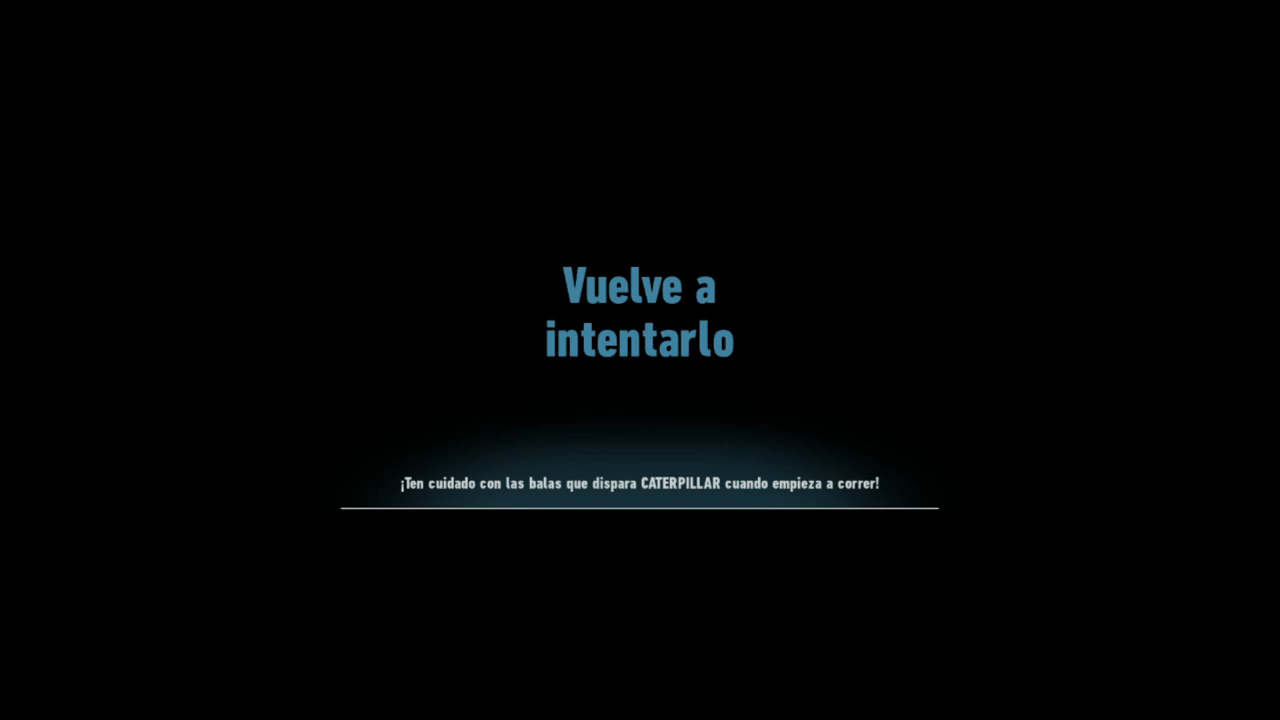 Vuelve a
intentarlo
¡Ten cuidado con las balas que dispara CATERPILLAR cuando empieza a correr!